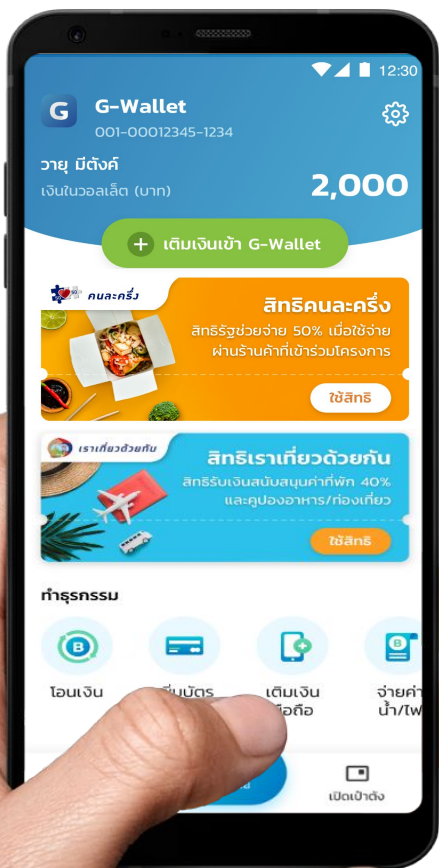 12:30
G
G-Wallet
001-00012345-1234
วายุ มีตังค์
เงินในวอลเล็ต (บาท)
2,000
เติมเงินเข้า G-Wallet
คนละครึ่ง
สิทธิคนละครึ่ง
สิทธิรัฐช่วยจ่าย 50% เมื่อใช้จ่าย
ผ่านร้านค้าที่เข้าร่วมโครงการ
ใช้สิทธิ
เราเที่ยวด้วยกัน
สิทธิเราเที่ยวด้วยกัน
สิทธิรับเงินสนับสนุนค่าที่พัก 40%
และคูปองอาหาร/ท่องเที่ยว
ใช้สิทธิ
ทำธุรกรรม
โอนเงิน
เติมเงิน
จ่ายค่า
เปิดเป๋าตัง